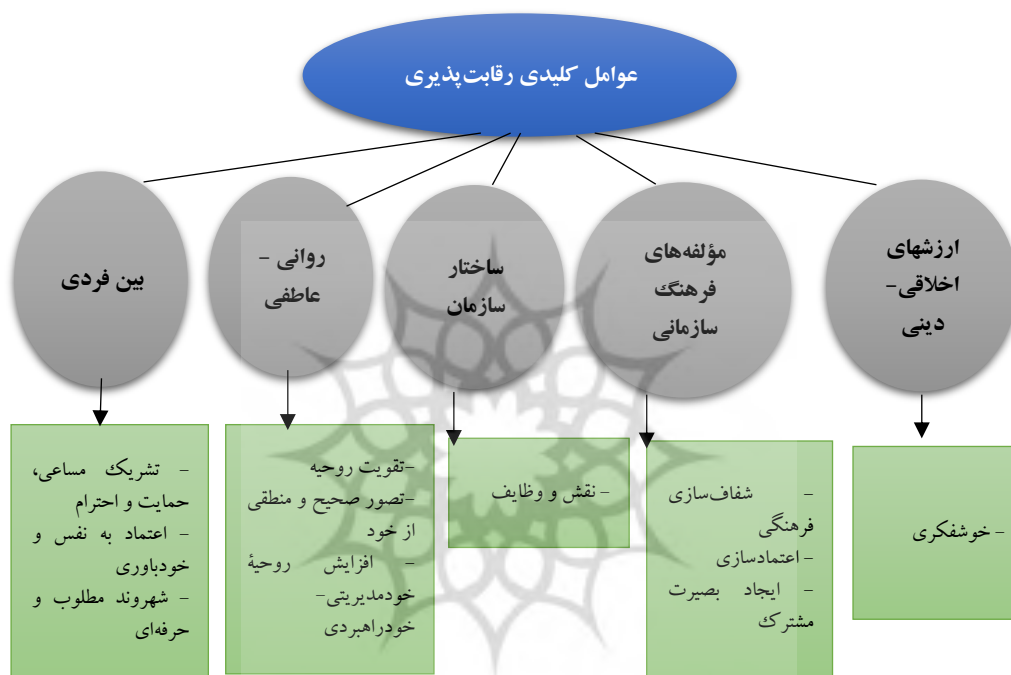 عوامل کلیدی رقابت‌پذیری
ارزشهای
اخلاقی-
دینی
مؤلفه‌های
فرهنگ
سازمانی
ساختار
سازمان
روانی -
عاطفی
بین فردی
- خوشفکری
- شفاف‌سازی
فرهنگی
-اعتمادسازی
- ایجاد بصیرت
مشترک
- نقش و وظایف
-تقویت روحیه
-تصور صحیح و منطقی
از خود
- افزایش روحیۀ
خودمدیریتی-
خودراهبردی
- تشریک مساعی،
حمایت و احترام
- اعتماد به نفس و
خودباوری
- شهروند مطلوب و
حرفه‌ای